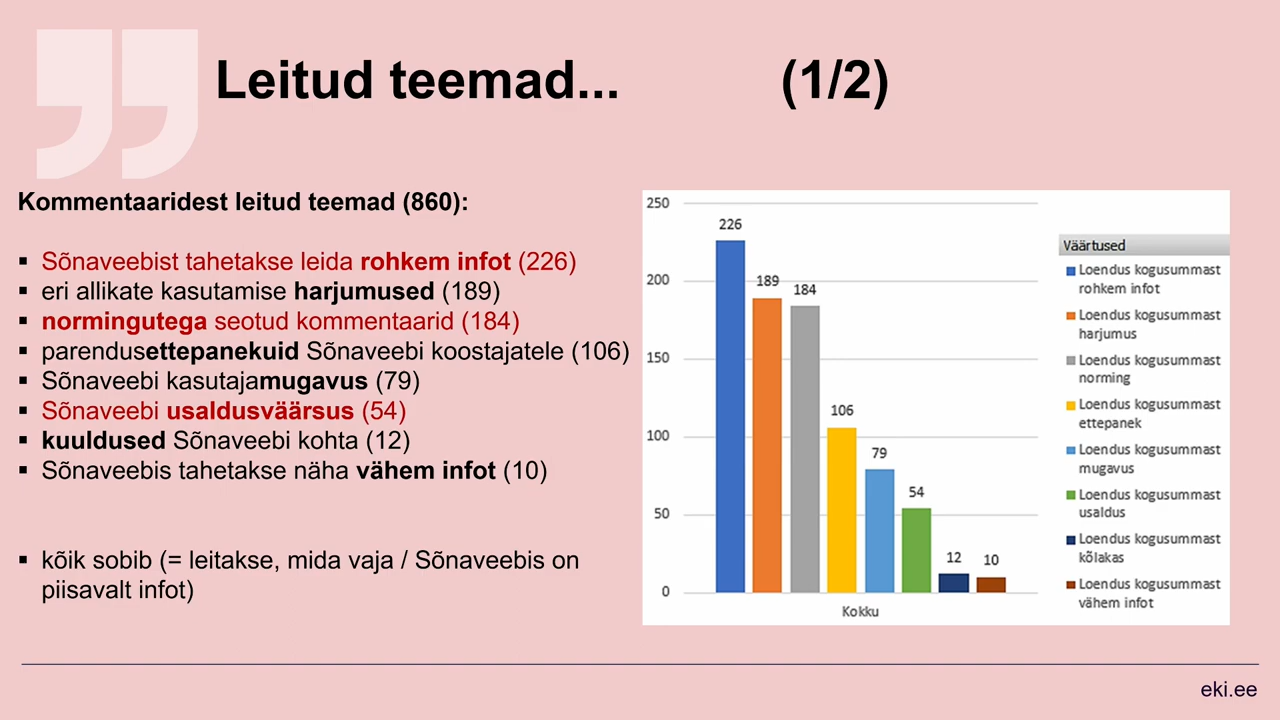 Leitud teemad... (1/2)
Kommentaaridest leitud teemad (860):
▪ Sõnaveebist tahetakse leida rohkem infot (226)
▪ eri allikate kasutamise harjumused (189)
▪ normingutega seotud kommentaarid (184)
▪ parendusettepanekuid Sõnaveebi koostajatele (106)
▪ Sõnaveebi kasutajamugavus (79)
▪ Sõnaveebi usaldusväärsus (54)
▪ kuuldused Sõnaveebi kohta (12)
▪ Sõnaveebis tahetakse näha vähem infot (10)
▪ kõik sobib (= leitakse, mida vaja / Sõnaveebis on
piisavalt infot)
250
200
150
100
50
0
226
189
184
106
79
54
12
10
Kokku
Väärtused
Loendus kogusummast
rohkem infot
Loendus kogusummast
harjumus
Loendus kogusummast
norming
Loendus kogusummast
ettepanek
Loendus kogusummast
mugavus
Loendus kogusummast
usaldus
Loendus kogusummast
kõlakas
Loendus kogusummast
vähem infot
eki.ee